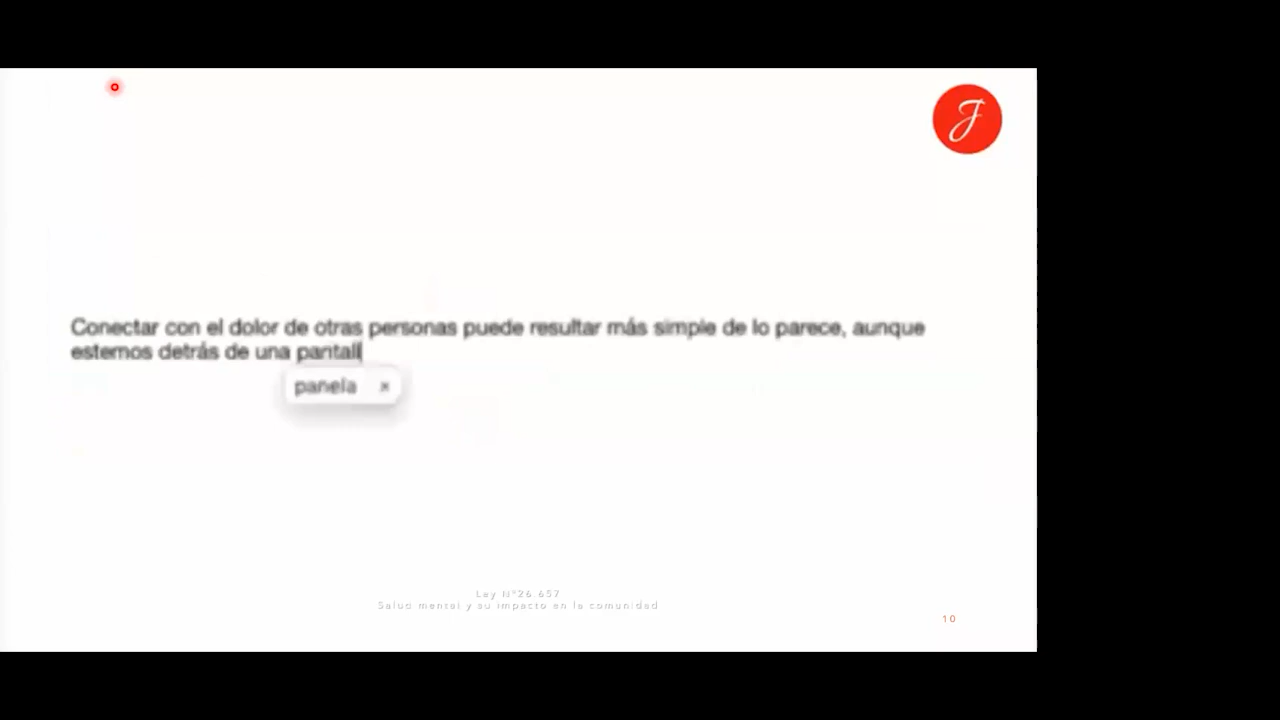 J
Conectar con el dolor de otras personas puede resultar más simple de lo parece, aunque
estemos detrás de una pantall
panela ×
Ley N°26.657
Salud mental y su impacto en la comunidad
10